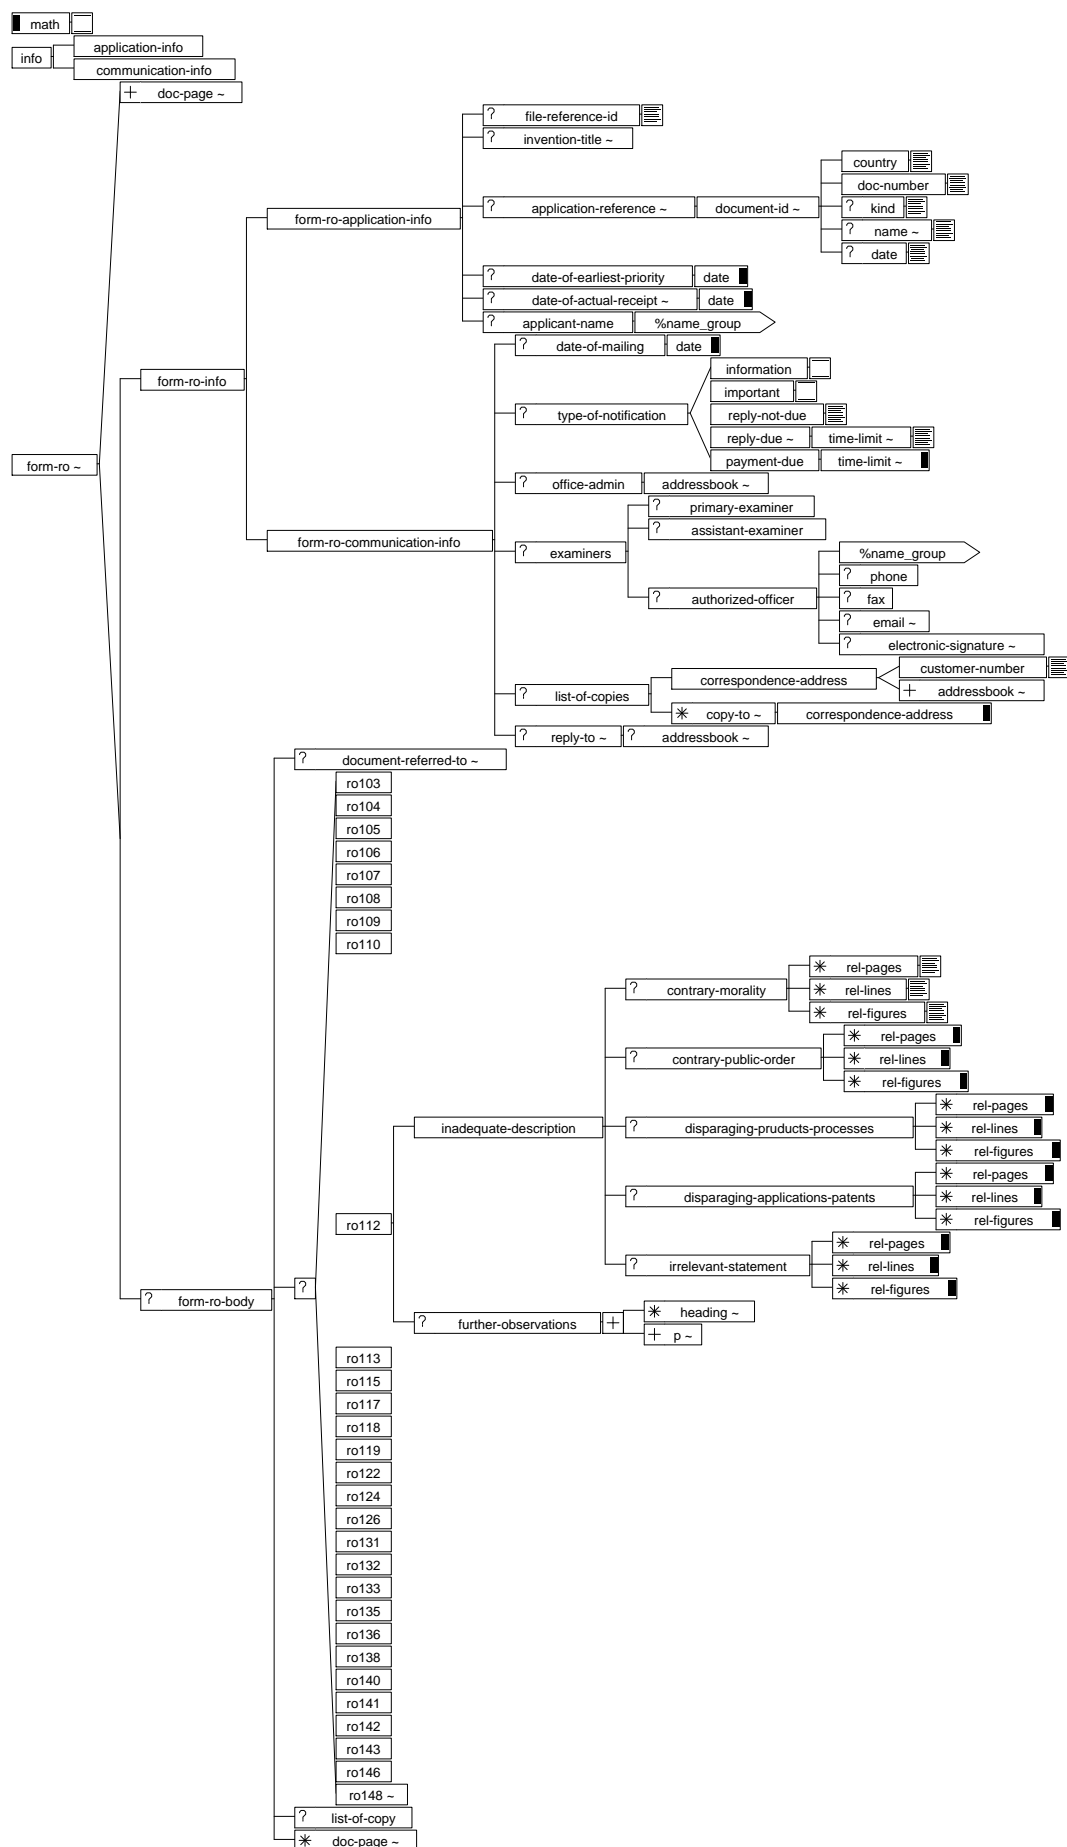 math
application-info
info
communication-info
+ doc-page ~
? file-reference-id
? invention-title ~
country
doc-number
form-ro-application-info ? application-reference ~ document-id ~ ? kind
? name ~
? date
? date-of-earliest-priority date
? date-of-actual-receipt ~ date
? applicant-name %name_group
? date-of-mailing date
information
form-ro-info
important
? type-of-notification reply-not-due
reply-due ~ time-limit ~
form-ro ~ payment-due time-limit ~
? office-admin addressbook ~
? primary-examiner
? assistant-examiner
form-ro-communication-info ? examiners %name_group
? phone
? authorized-officer ? fax
? email ~
? electronic-signature ~
correspondence-address customer-number
? list-of-copies + addressbook ~
* copy-to ~ correspondence-address
? reply-to ~ ? addressbook ~
? document-referred-to ~
ro103
ro104
ro105
ro106
ro107
ro108
ro109
ro110
* rel-pages
? contrary-morality * rel-lines
* rel-figures
* rel-pages
? contrary-public-order * rel-lines
* rel-figures
* rel-pages
inadequate-description ? disparaging-pructs-processes * rel-lines
* rel-figures
* rel-pages
? disparaging-applications-patents * rel-lines
* rel-figures
ro112
* rel-pages
? irrelevant-statement * rel-lines
* rel-figures
? form-ro-body ?
? further-observations + * heading ~
+ p ~
ro113
ro115
ro117
ro118
ro119
ro122
ro124
ro126
ro131
ro132
ro133
ro135
ro136
ro138
ro140
ro141
ro142
ro143
ro146
ro148 ~
? list-of-copy
* doc-page ~